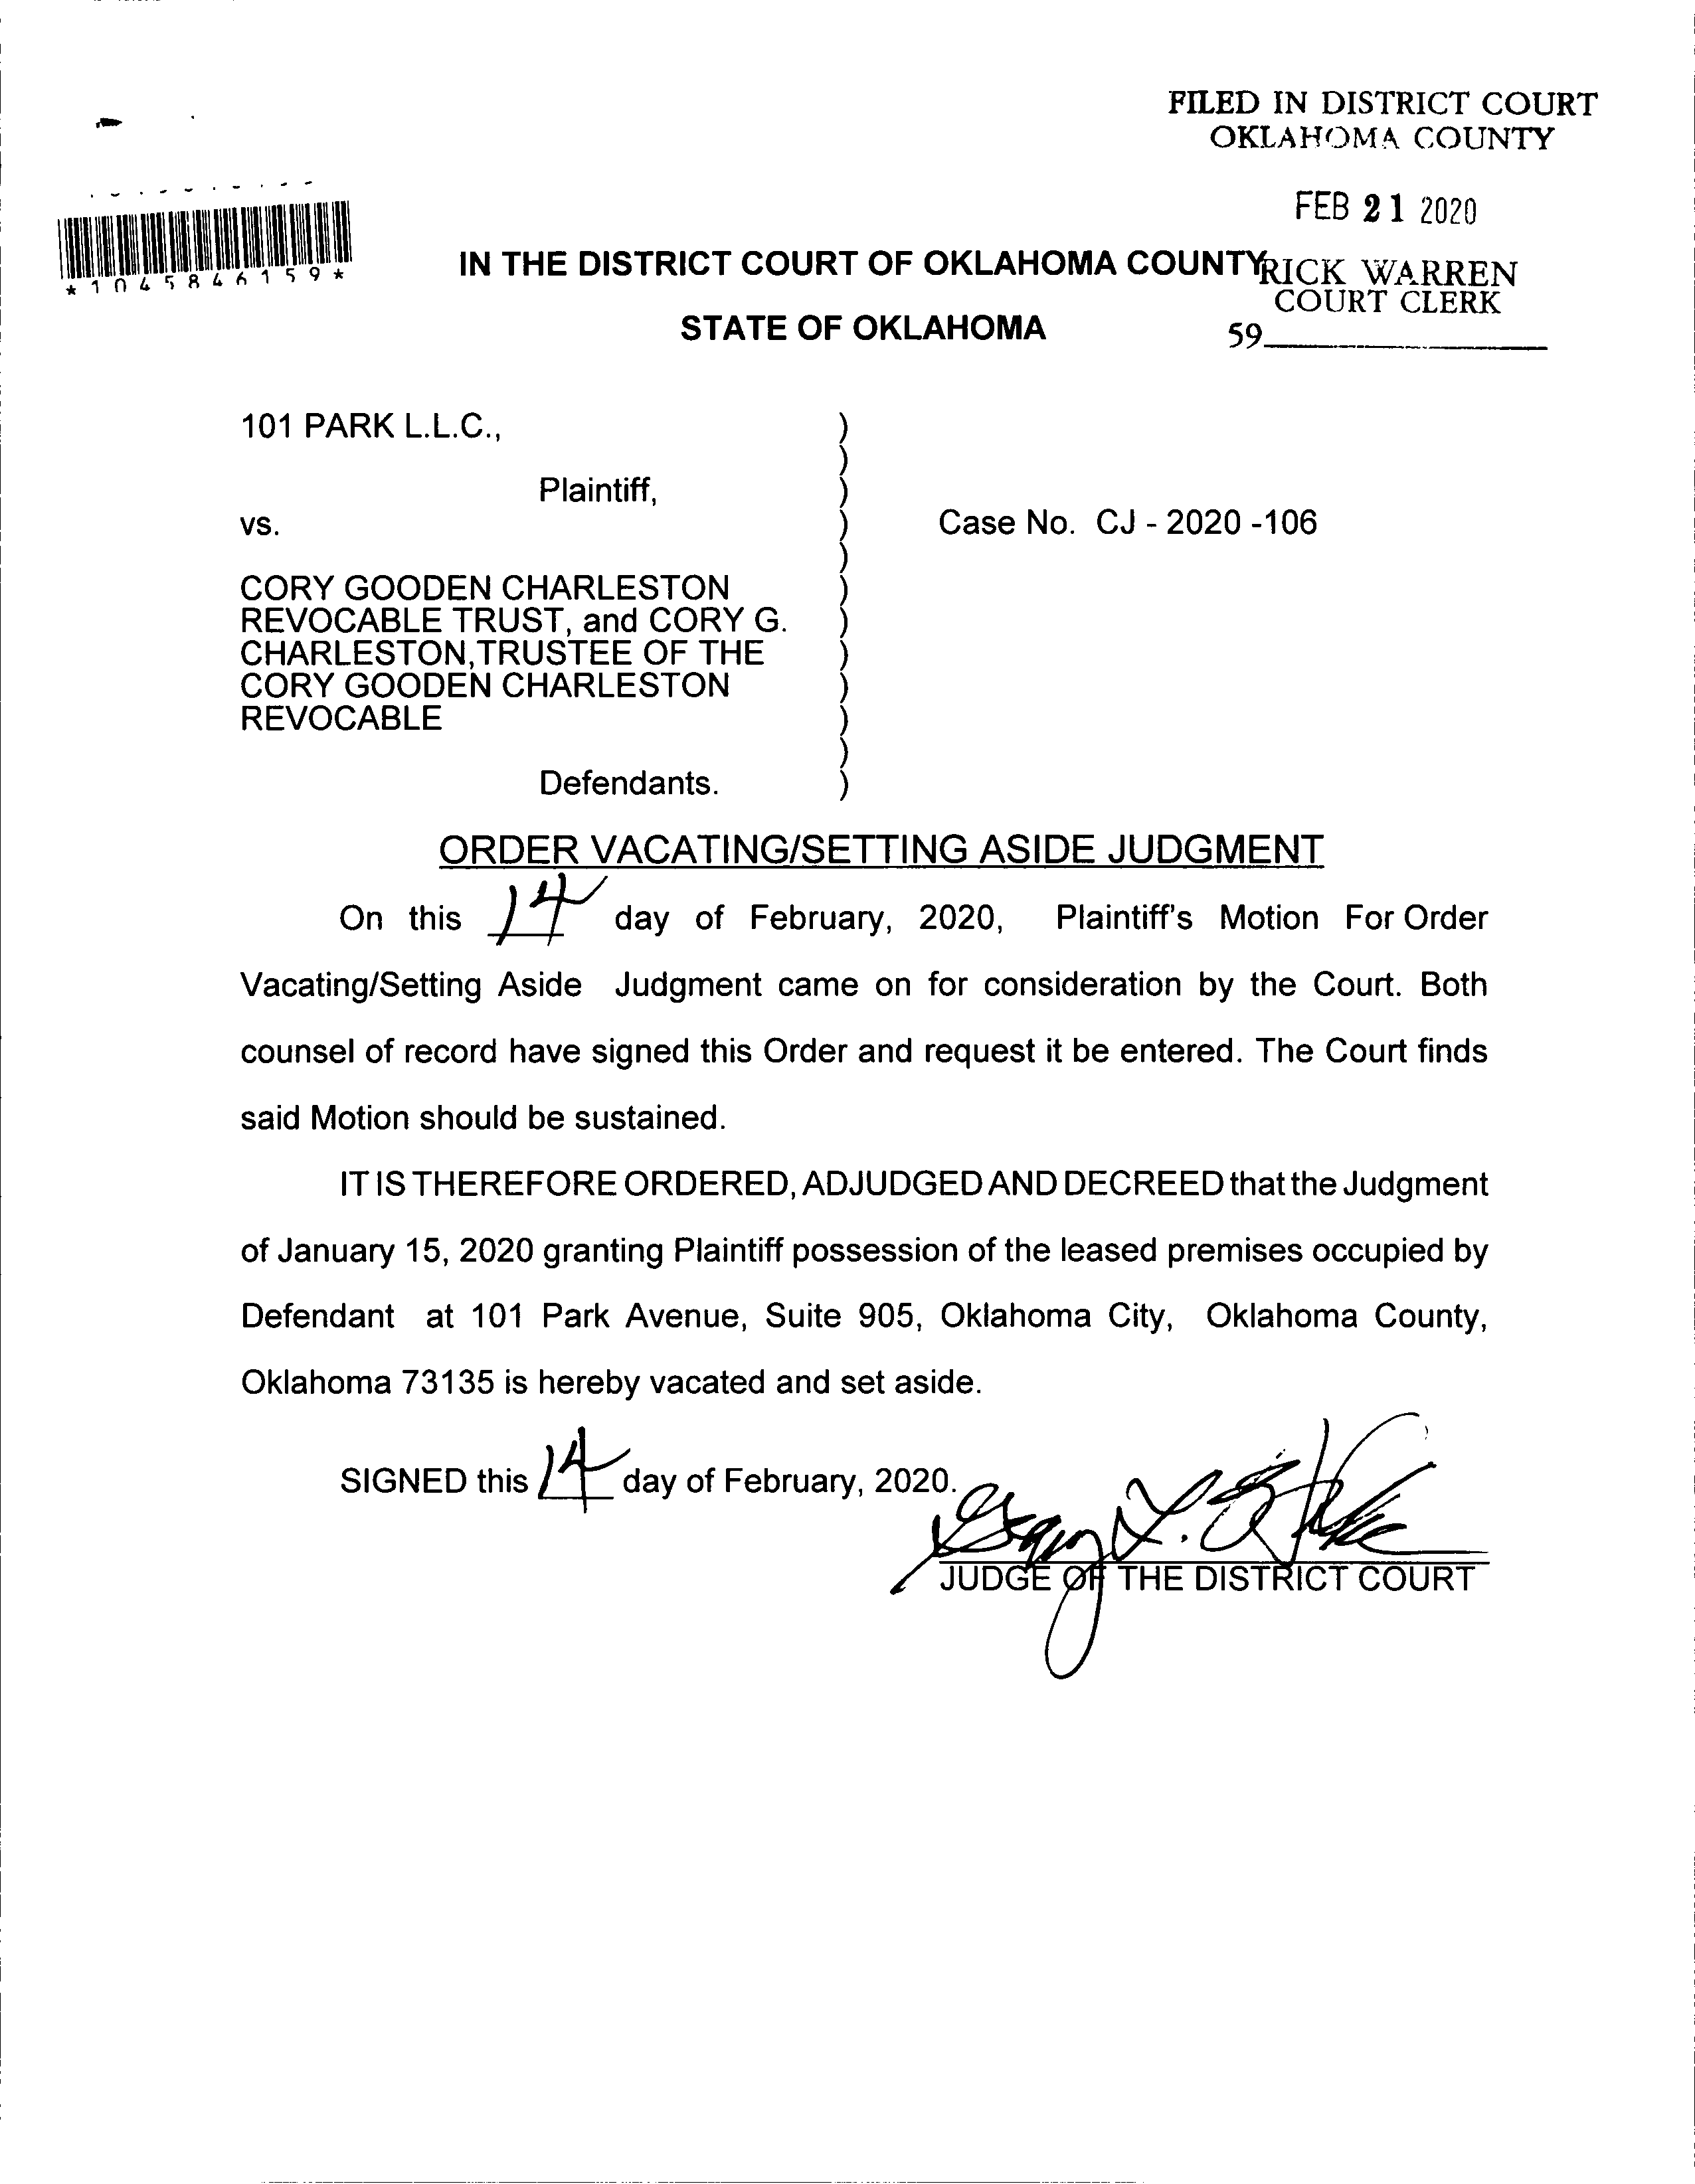 FILED IN DISTRICT COURT
OKLAHOMA COUNTY
FEB 21 2020
*1045846159*
IN THE DISTRICT COURT OF OKLAHOMA COUNTY
RICK WARREN
COURT CLERK
STATE OF OKLAHOMA
59
101 PARK L.L.C., )
)
Plaintiff, )
vs. ) Case No. CJ - 2020 -106
)
CORY GOODEN CHARLESTON )
REVOCABLE TRUST, and CORY G. )
CHARLESTON,TRUSTEE OF THE )
CORY GOODEN CHARLESTON )
REVOCABLE )
)
Defendants. )
ORDER VACATING/SETTING ASIDE JUDGMENT
On this 14 day of February, 2020, Plaintiff's Motion For Order
Vacating/Setting Aside Judgment came on for consideration by the Court. Both
counsel of record have signed this Order and request it be entered. The Court finds
said Motion should be sustained.
IT IS THEREFORE ORDERED, ADJUDGED AND DECREED that the Judgment
of January 15, 2020 granting Plaintiff possession of the leased premises occupied by
Defendant at 101 Park Avenue, Suite 905, Oklahoma City, Oklahoma County,
Oklahoma 73135 is hereby vacated and set aside.
SIGNED this 14 day of February, 2020.
JUDGE OF THE DISTRICT COURT